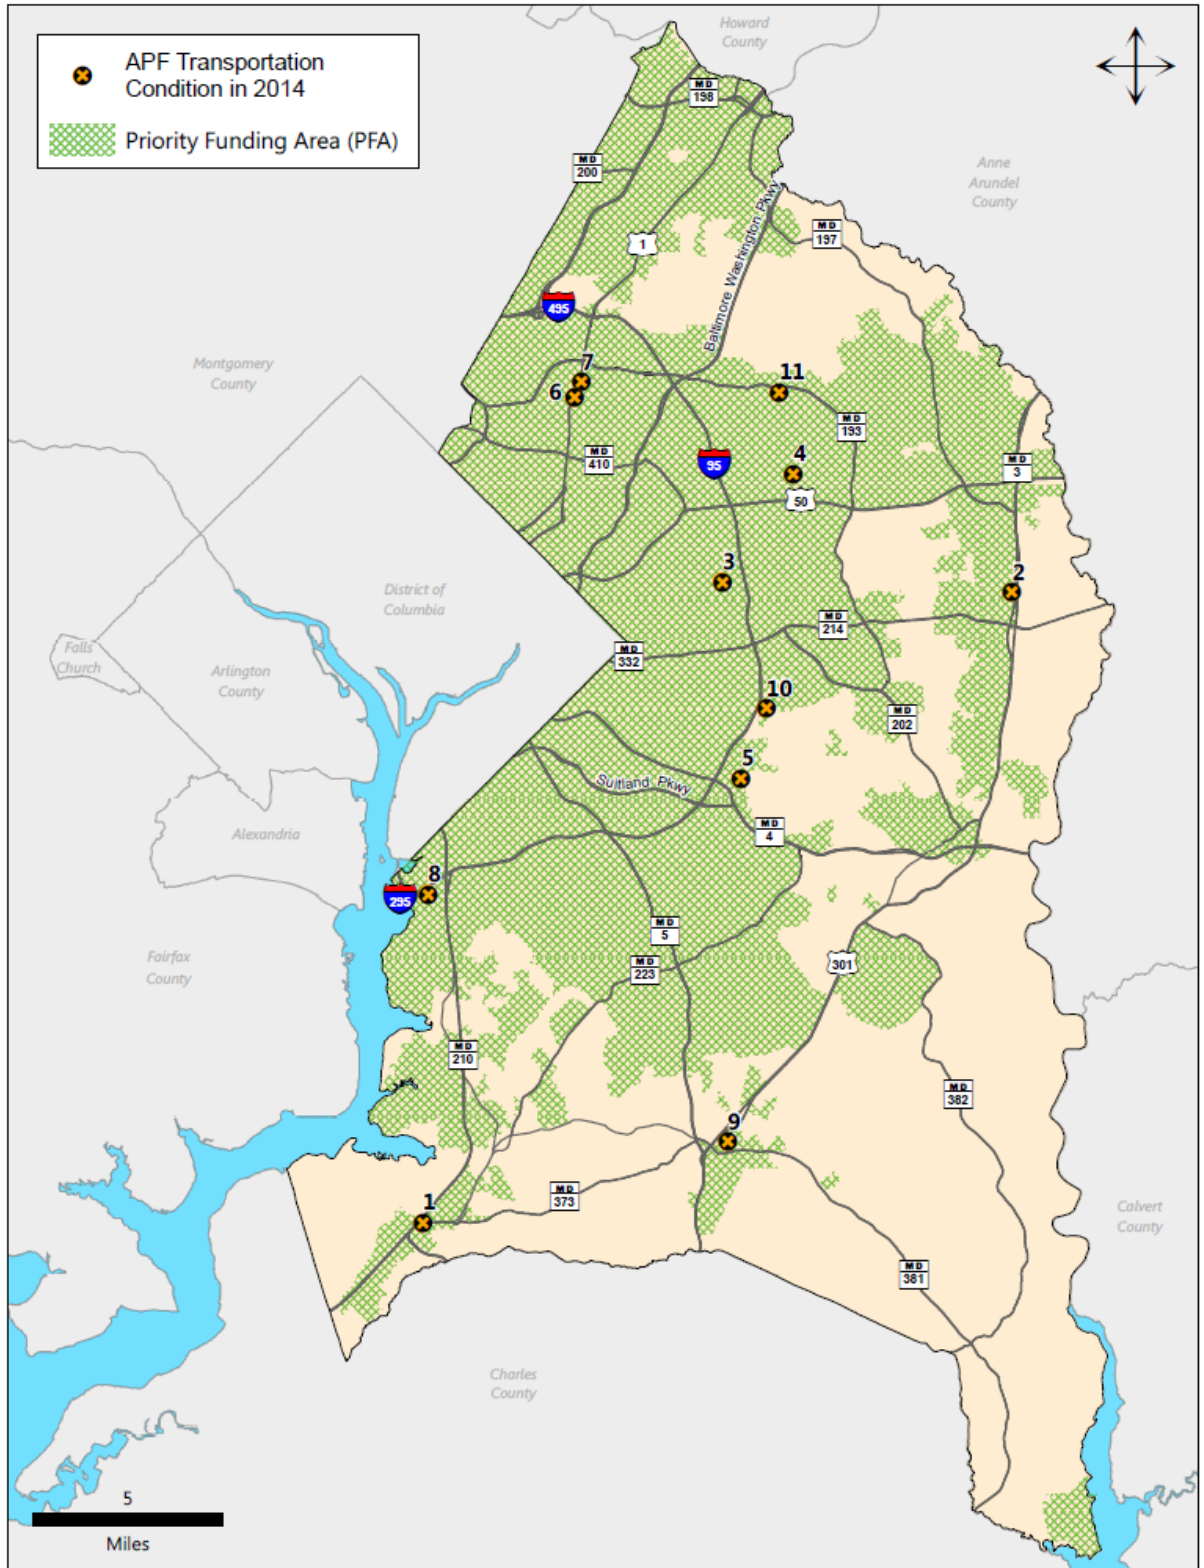 Howard
County
APF Transportation
Condition in 2014
Priority Funding Area (PFA)
MD
198
MD
200
Anne
Arundel
County
1
MD
197
Baltimore Washington Pkwy
495
Montgomery
County
7
6
11
MD
193
MD
410
95
4
MD
3
50
3
2
District of
Columbia
MD
214
Falls
Church
MD
332
Arlington
County
10
MD
202
5
Suitland Pkwy
MD
4
Alexandria
8
295
MD
5
Fairfax
County
MD
223
301
MD
210
MD
382
9
MD
373
1
Calvert
County
MD
381
Charles
County
5
Miles